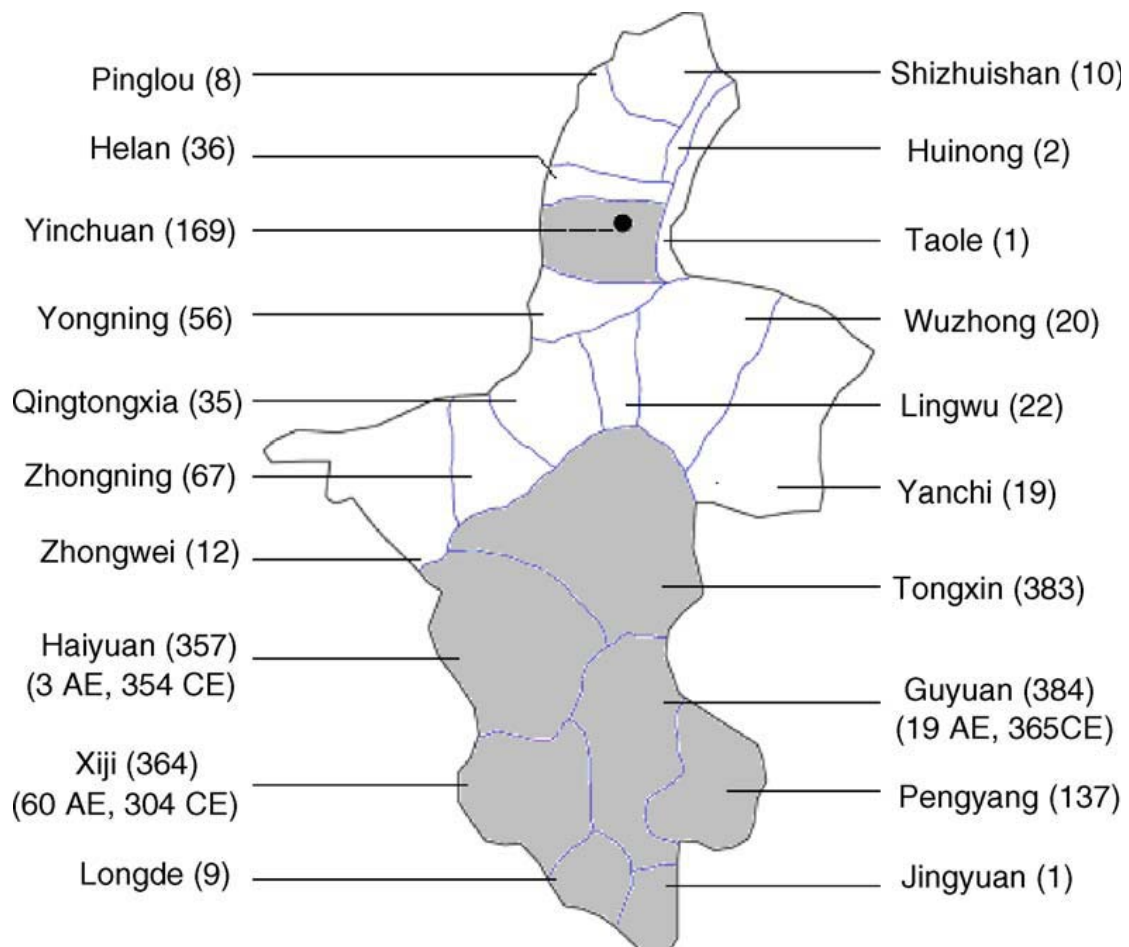 Pinglou (8)
Helan (36)
Yinchuan (169)
Yongning (56)
Qingtongxia (35)
Zhongning (67)
Zhongwei (12)
Haiyuan (357)
(3 AE, 354 CE)
Xiji (364)
(60 AE, 304 CE)
Longde (9)
Shizhuishan (10)
Huinong (2)
Taole (1)
Wuzhong (20)
Lingwu (22)
Yanchi (19)
Tongxin (383)
Guyuan (384)
(19 AE, 365CE)
Pengyang (137)
Jingyuan (1)